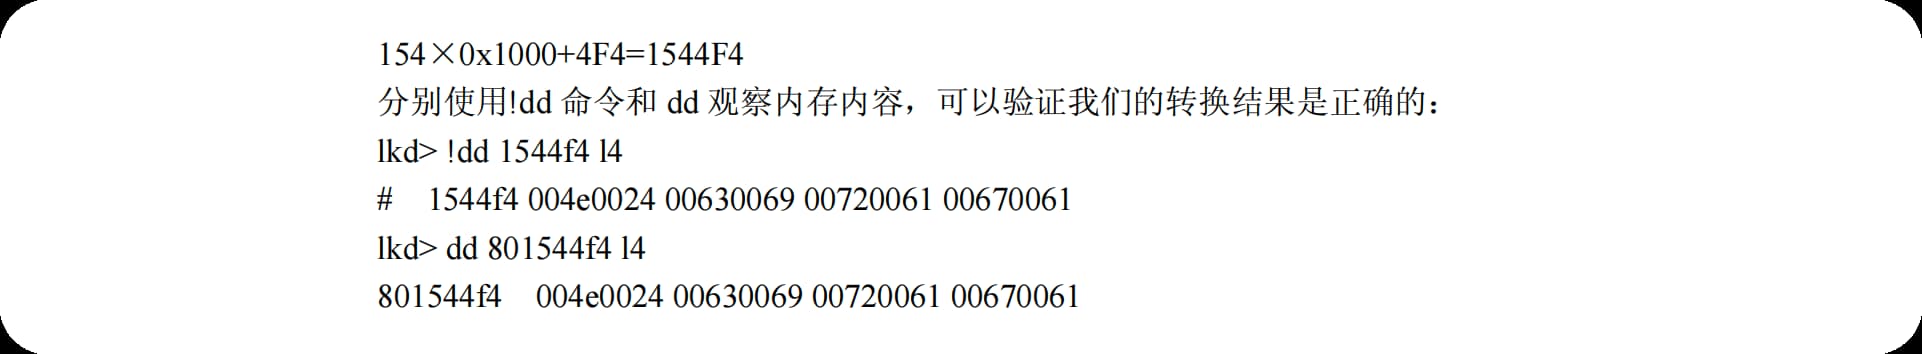 154×0x1000+4F4=1544F4
分别使用!dd 命令和 dd 观察内存内容，可以验证我们的转换结果是正确的：
lkd> !dd 1544f4 l4
# 1544f4 004e0024 00630069 00720061 00670061
lkd> dd 801544f4 l4
801544f4 004e0024 00630069 00720061 00670061